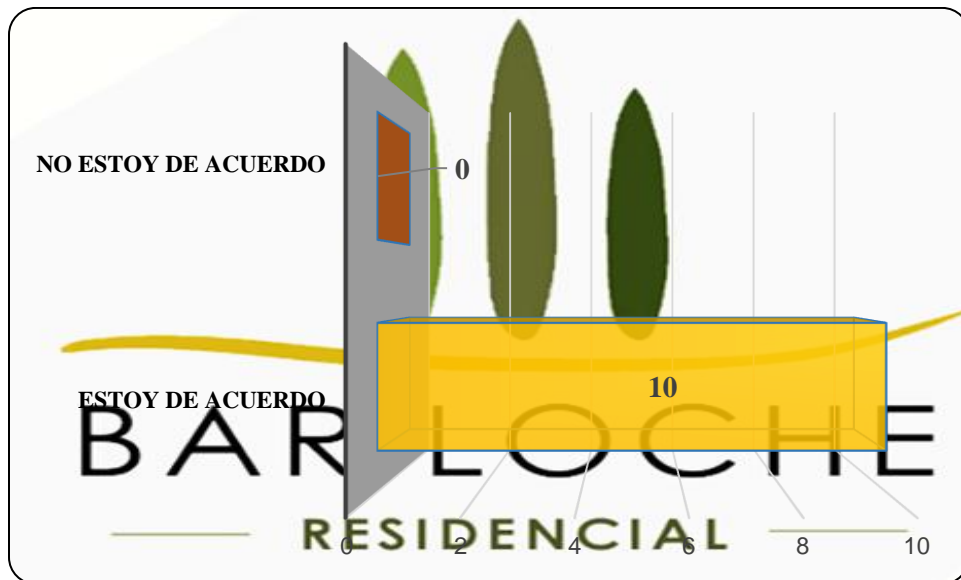 NO ESTOY DE ACUERDO
0
10
ESTOY DE ACUERDO
BARILOCHE
RESIDENCIAL
0 2 4 6 8 10